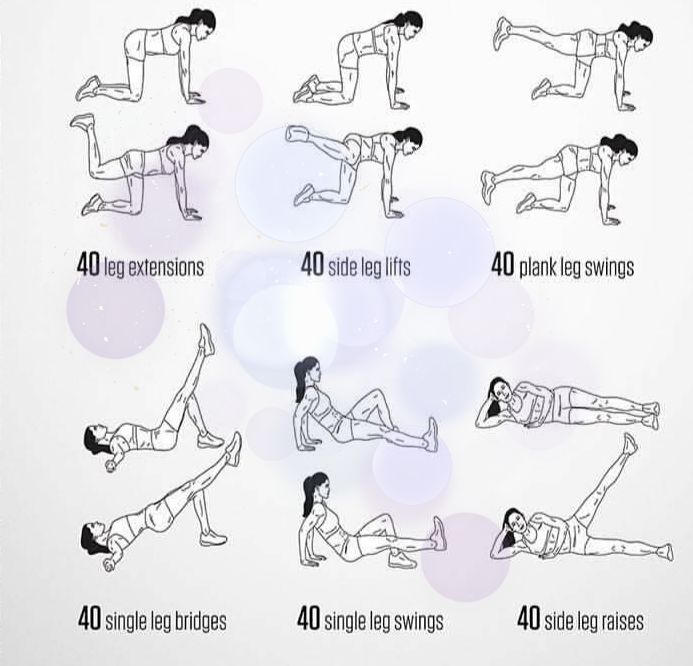 40 leg extensions
40 side leg lifts
40 plank leg swings
40 single leg bridges
40 single leg swings
40 side leg raises